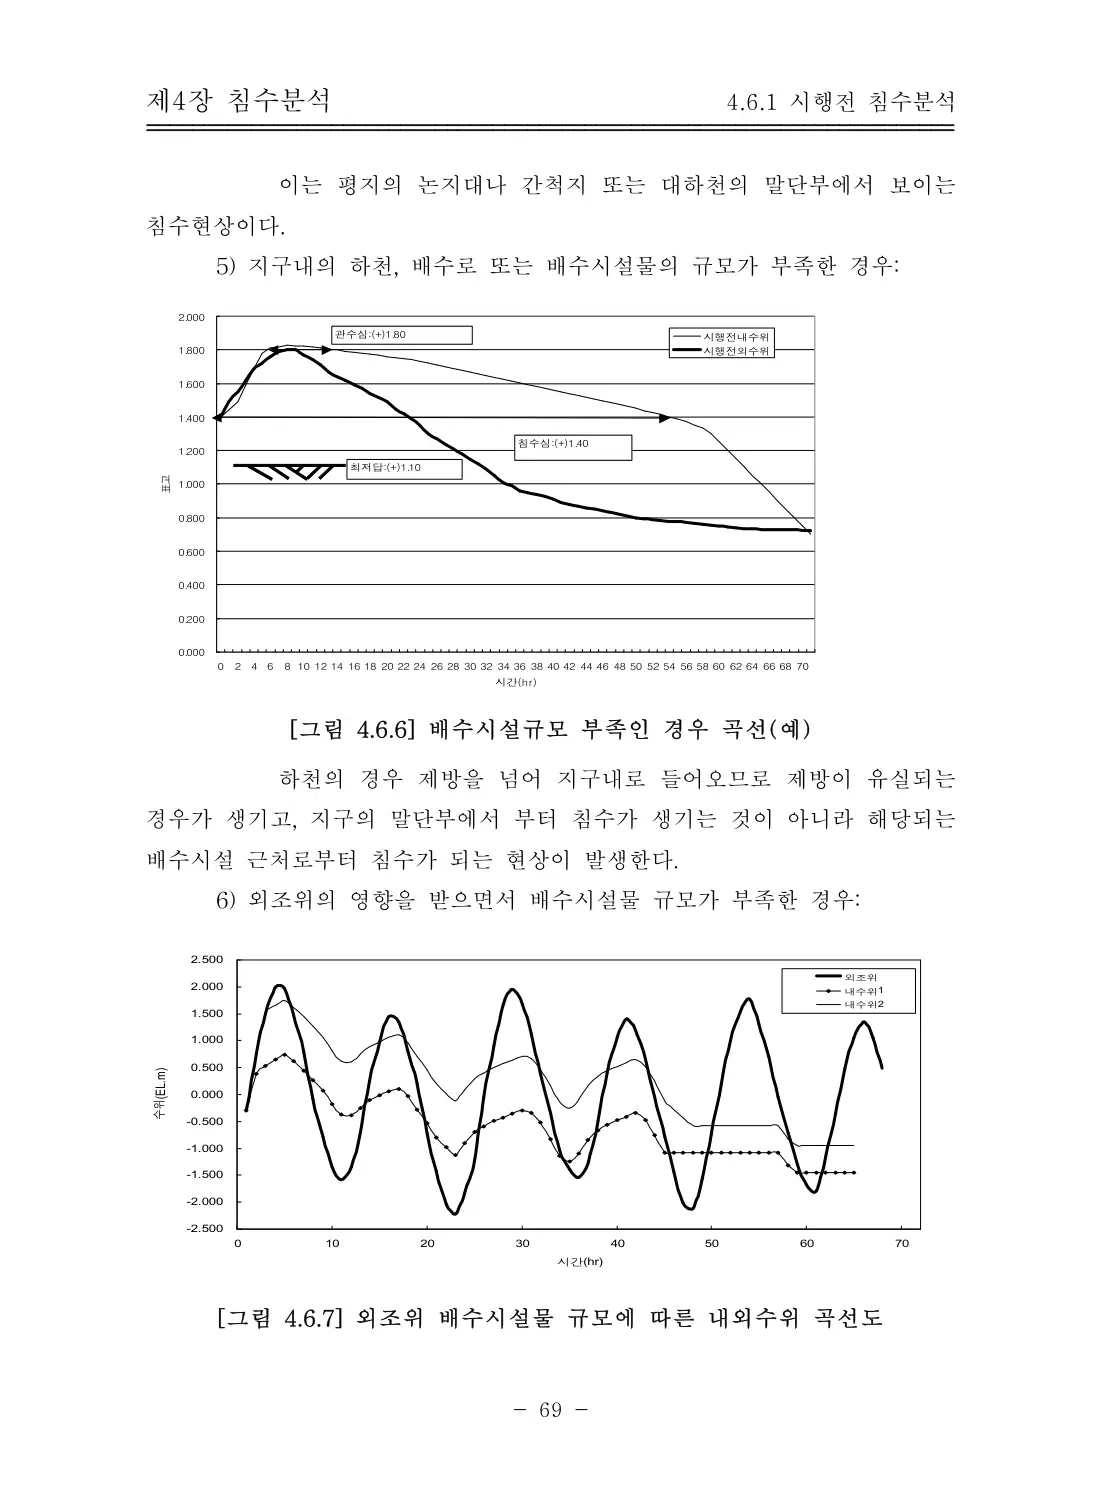 제4장 침수분석
4.6.1 시행전 침수분석
이는 평지의 논지대나 간척지 또는 대하천의 말단부에서 보이는
침수현상이다.
5) 지구내의 하천, 배수로 또는 배수시설물의 규모가 부족한 경우:
2.000
1.800
1.600
1.400
1.200
1.000
0.800
0.600
0.400
0.200
0.000
표고
관수심:(+)1.80
시행전내수위
시행전외수위
침수심:(+)1.40
최저답:(+)1.10
0 2 4 6 8 10 12 14 16 18 20 22 24 26 28 30 32 34 36 38 40 42 44 46 48 50 52 54 56 58 60 62 64 66 68 70
시간(hr)
[그림 4.6.6] 배수시설규모 부족인 경우 곡선(예)
하천의 경우 제방을 넘어 지구내로 들어오므로 제방이 유실되는
경우가 생기고, 지구의 말단부에서 부터 침수가 생기는 것이 아니라 해당되는
배수시설 근처로부터 침수가 되는 현상이 발생한다.
6) 외조위의 영향을 받으면서 배수시설물 규모가 부족한 경우:
2.500
2.000
1.500
1.000
0.500
0.000
-0.500
-1.000
-1.500
-2.000
-2.500
수위(EL.m)
외조위
내수위1
내수위2
0 10 20 30 40 50 60 70
시간(hr)
[그림 4.6.7] 외조위 배수시설물 규모에 따른 내외수위 곡선도
- 69 -